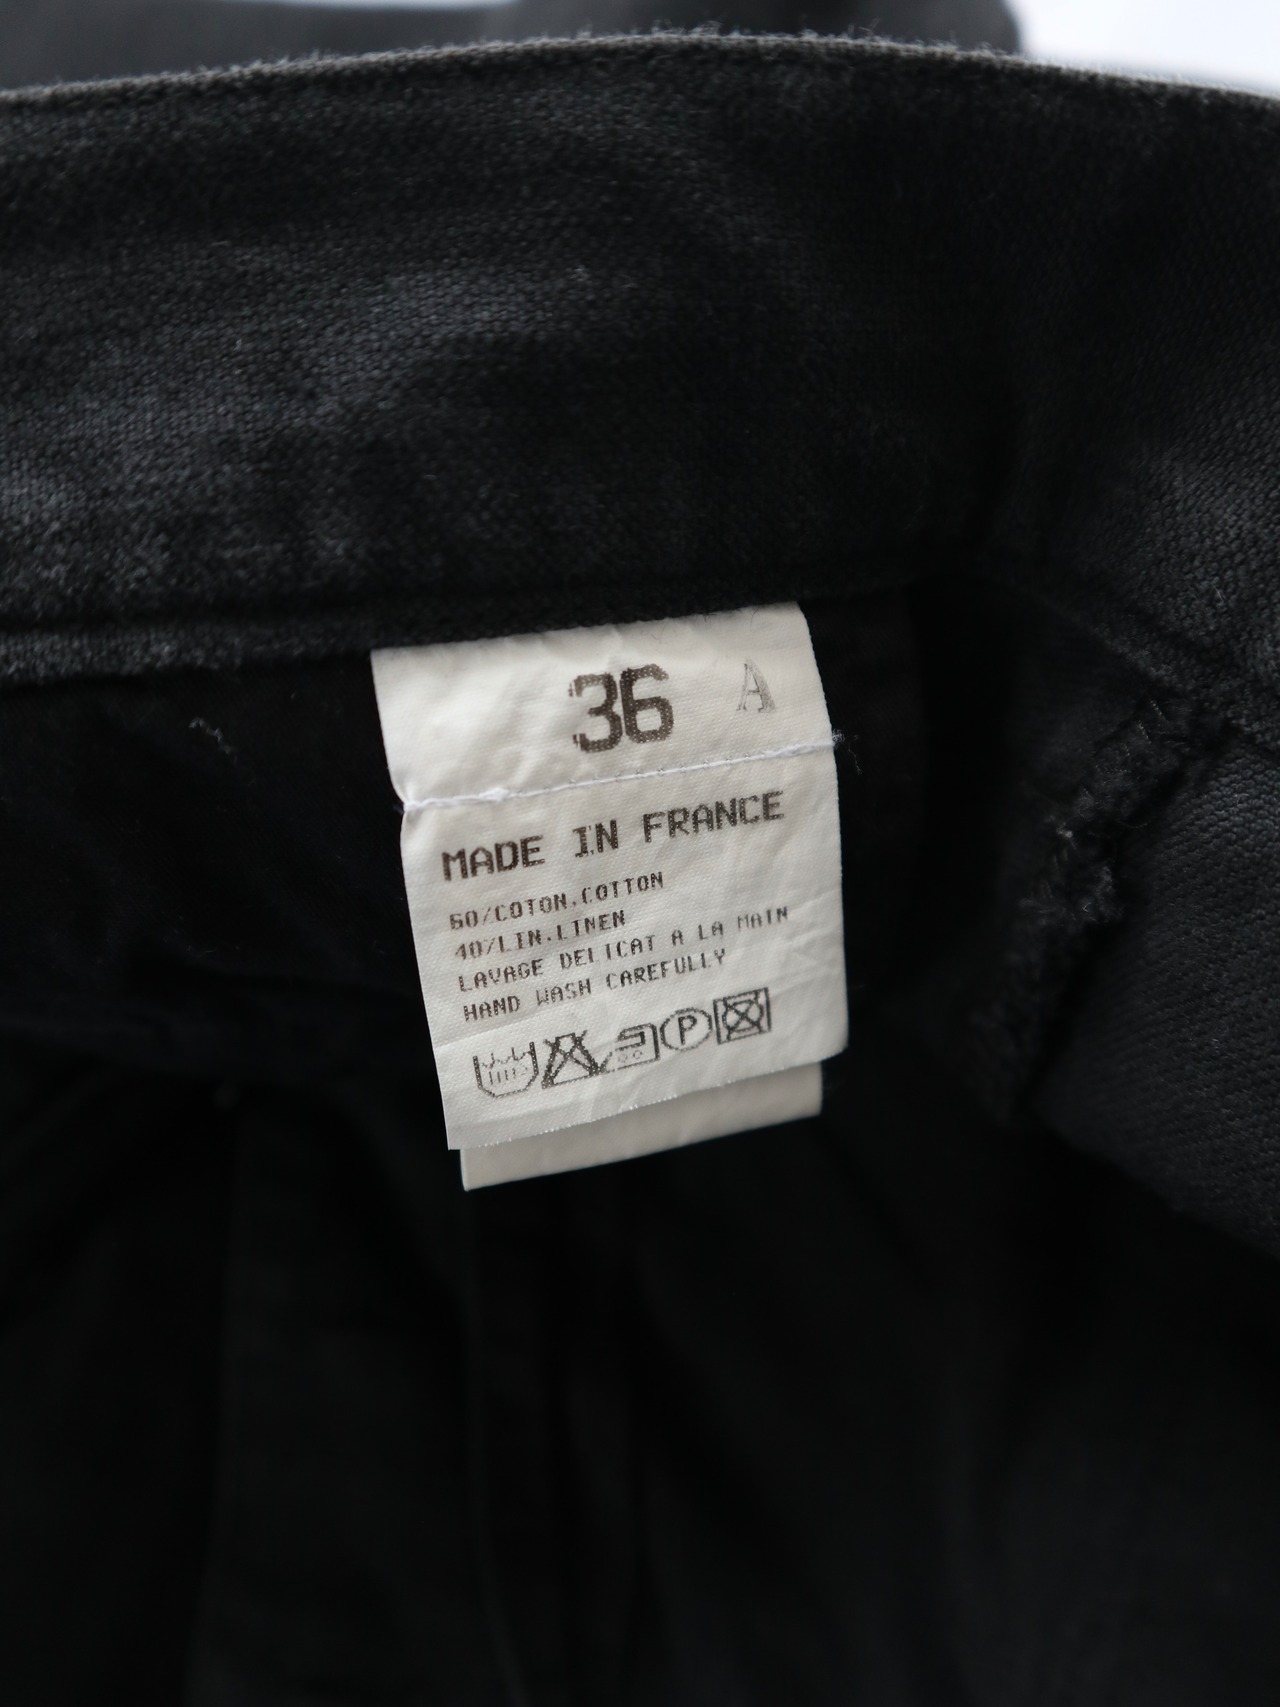 36 A
MADE IN FRANCE
60/COTON.COTTON
40/LIN.LINEN
LAVAGE DELICAT A LA MAIN
HAND WASH CAREFULLY
P